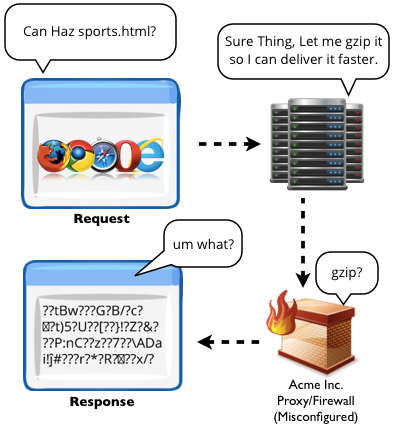 Can Haz sports.html?
Sure Thing, Let me gzip it
so I can deliver it faster.
Request
um what?
gzip?
??tBw???G?B/?c?
t)5?U??[??}!??Z?&?
??P:nC??z??7??\ADa
i!ĵ#???r?*?R?��??x/?
Response
Acme Inc.
Proxy/Firewall
(Misconfigured)